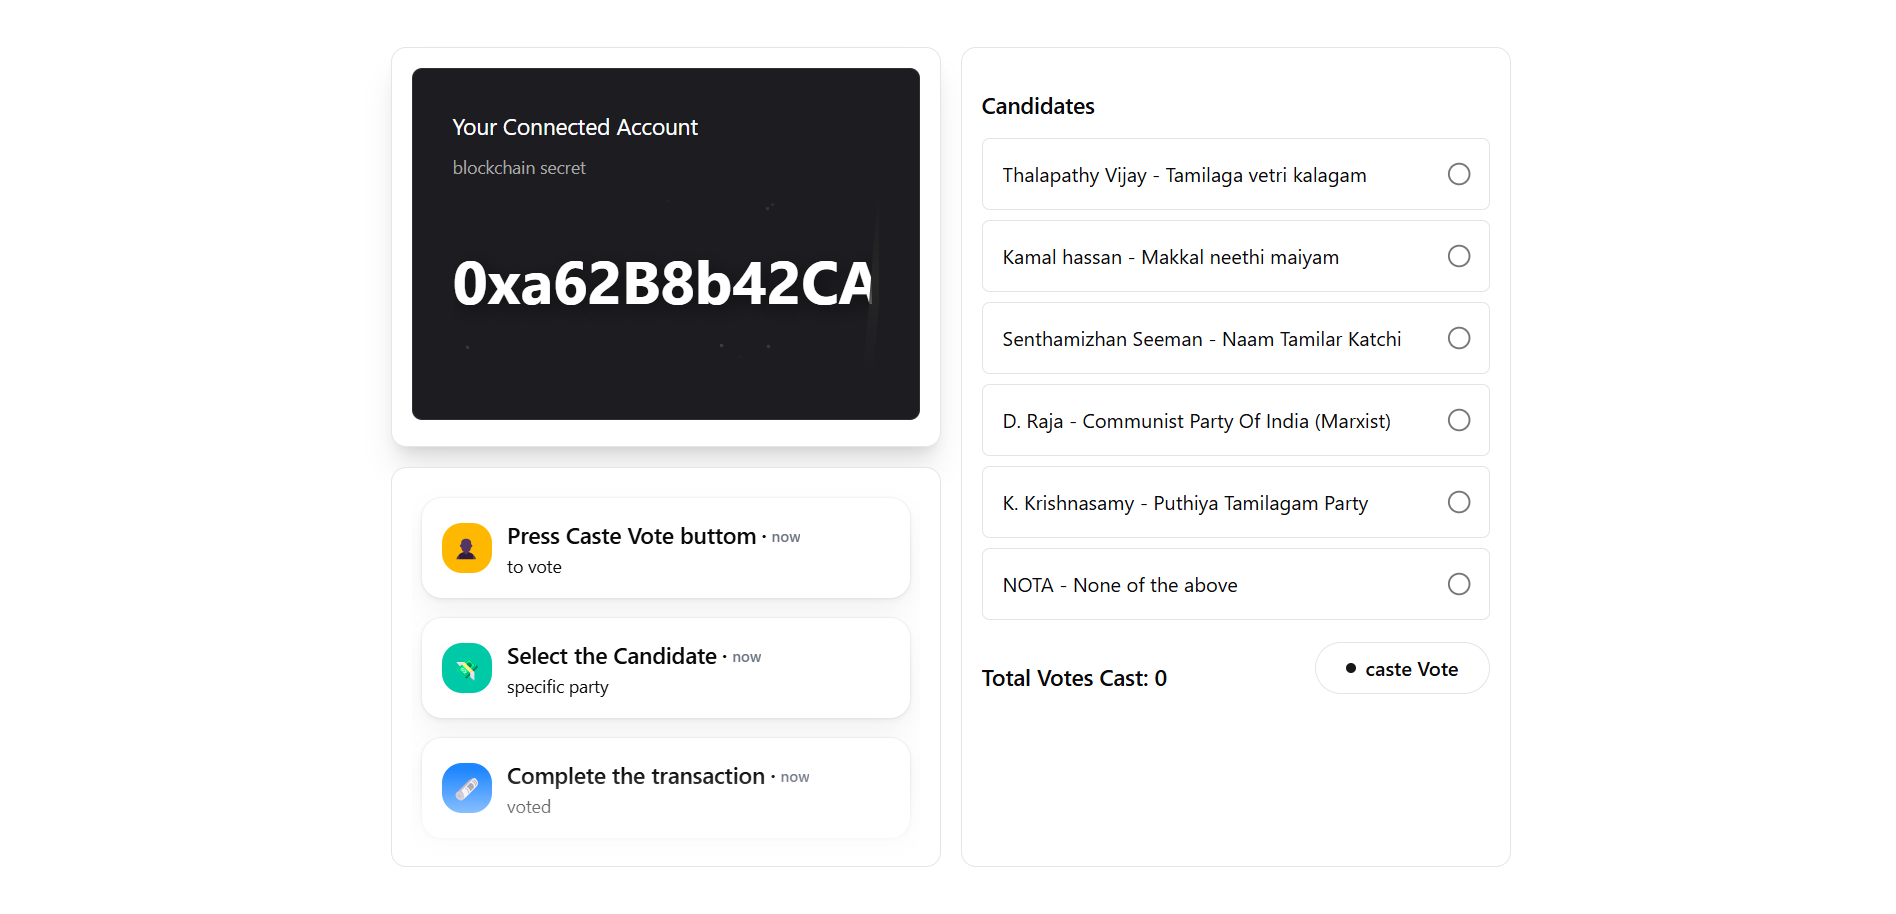 Your Connected Account
blockchain secret
0xa62B8b42CA
Press Caste Vote buttom · now
to vote
Select the Candidate · now
specific party
Complete the transaction · now
voted
Candidates
Thalapathy Vijay - Tamilaga vetri kalagam
Kamal hassan - Makkal neethi maiyam
Senthamizhan Seeman - Naam Tamilar Katchi
D. Raja - Communist Party Of India (Marxist)
K. Krishnasamy - Puthiya Tamilagam Party
NOTA - None of the above
Total Votes Cast: 0
caste Vote